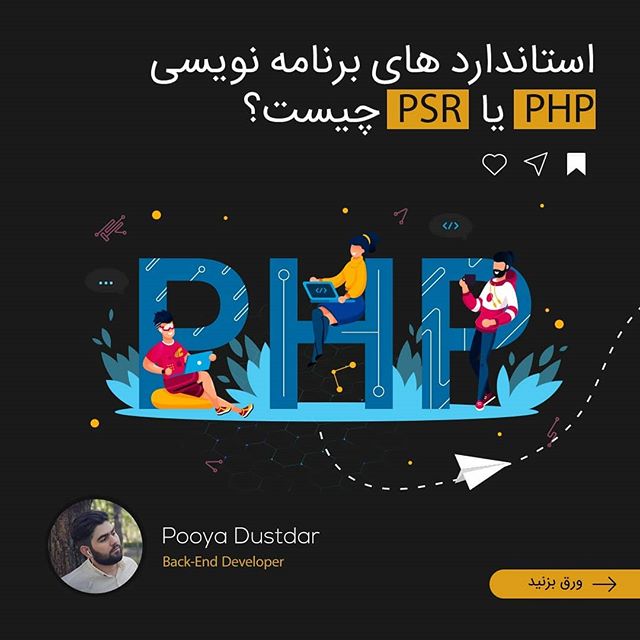 استاندارد های برنامه نویسی
PHP یا PSR چیست؟
</>
...
</>
PHP
Pooya Dustdar
Back-End Developer
ورق بزنید